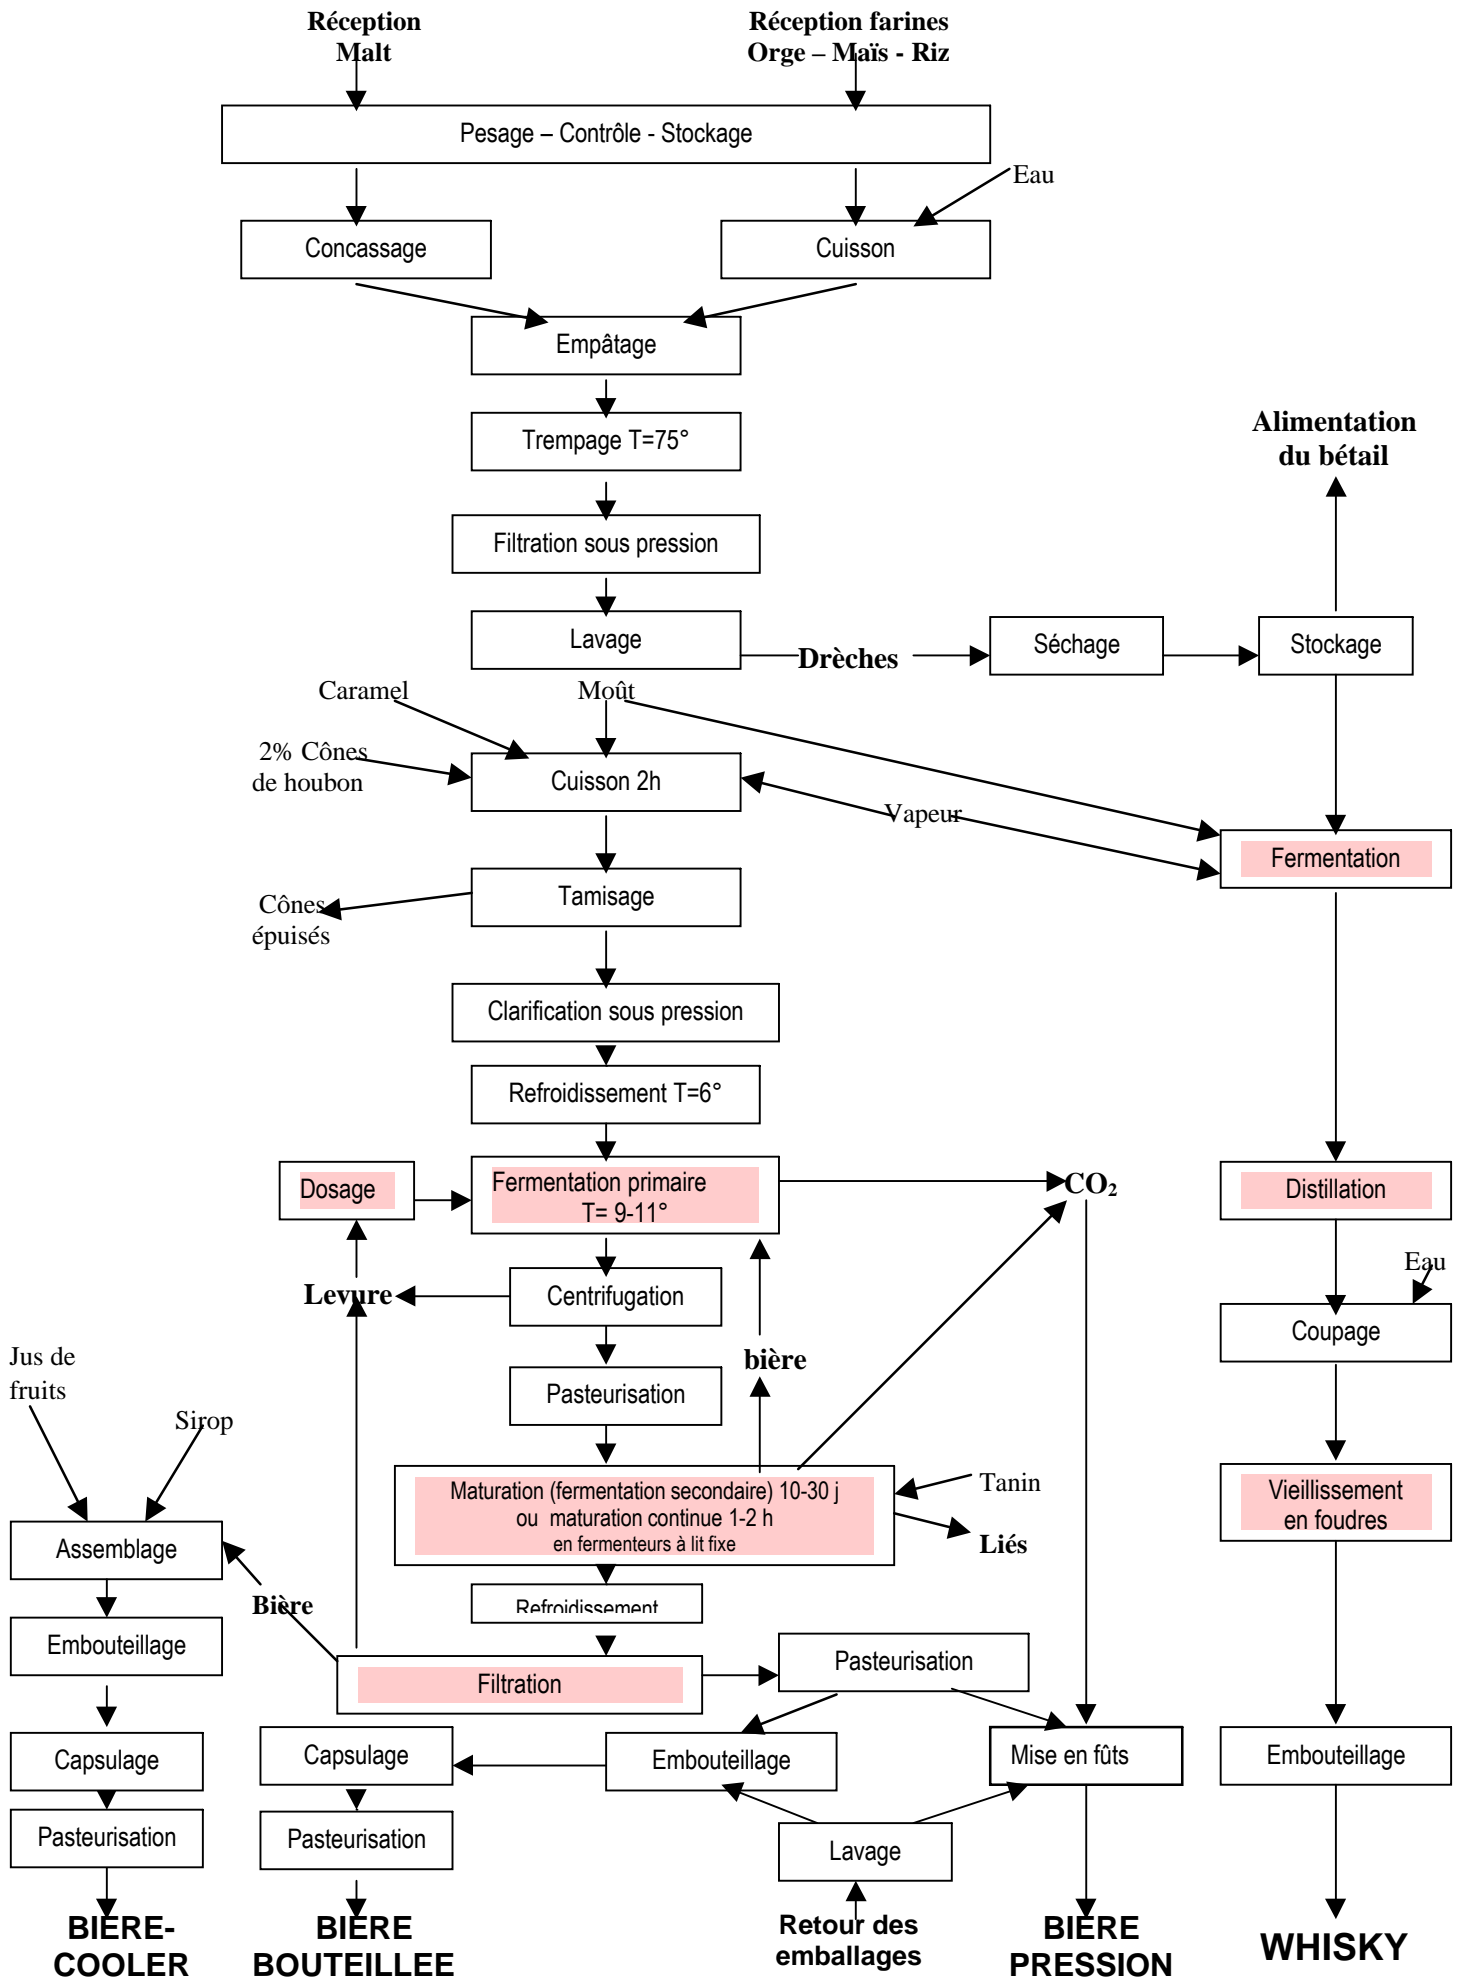 Réception
Malt
Réception farines
Orge – Maïs - Riz
Pesage – Contrôle - Stockage
Eau
Concassage
Cuisson
Empâtage
Trempage T=75°
Alimentation
du bétail
Filtration sous pression
Lavage
Drèches
Séchage
Stockage
Caramel
Moût
2% Cônes
de houbon
Cuisson 2h
Vapeur
Fermentation
Tamisage
Cônes
épuisés
Clarification sous pression
Refroidissement T=6°
Dosage
Fermentation primaire
T= 9-11°
CO₂
Distillation
Eau
Levure
Centrifugation
Coupage
bière
Jus de
fruits
Pasteurisation
Sirop
Maturation (fermentation secondaire) 10-30 j
ou maturation continue 1-2 h
en fermenteurs à lit fixe
Tanin
Liés
Vieillissement
en foudres
Assemblage
Refroidissement
Bière
Embouteillage
Filtration
Pasteurisation
Capsulage
Capsulage
Embouteillage
Mise en fûts
Embouteillage
Pasteurisation
Pasteurisation
Lavage
BIÈRE-
COOLER
BIÈRE
BOUTEILLEE
Retour des
emballages
BIÈRE
PRESSION
WHISKY